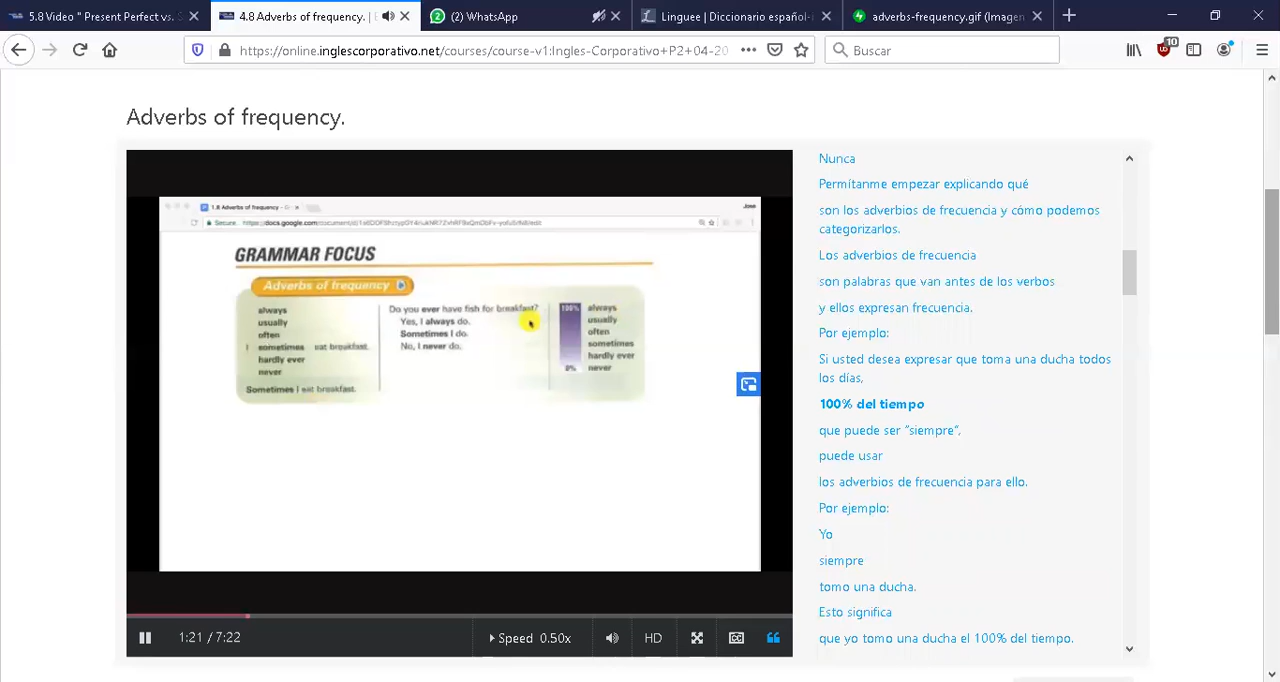 5.8 Video " Present Perfect vs. S
4.8 Adverbs of frequency. |
(2) WhatsApp
Linguee | Diccionario español-i
adverbs-frequency.gif (Imagen
https://online.inglescorporativo.net/courses/course-v1:Ingles-Corporativo+P2+04-20
Buscar
10
Adverbs of frequency.
1.8 Adverbs of frequency
Jose
Secure
GRAMMAR FOCUS
Adverbs of frequency
always
usually
often
I sometimes eat breakfast.
hardly ever
never
Sometimes I eat breakfast.
Do you ever have fish for breakfast?
Yes, I always do.
Sometimes I do.
No, I never do.
100% always
usually
often
sometimes
hardly ever
0% never
1:21 / 7:22
Speed 0.50x
HD
Nunca
Permítanme empezar explicando qué
son los adverbios de frecuencia y cómo podemos
categorizarlos.
Los adverbios de frecuencia
son palabras que van antes de los verbos
y ellos expresan frecuencia.
Por ejemplo:
Si usted desea expresar que toma una ducha todos
los días,
100% del tiempo
que puede ser "siempre",
puede usar
los adverbios de frecuencia para ello.
Por ejemplo:
Yo
siempre
tomo una ducha.
Esto significa
que yo tomo una ducha el 100% del tiempo.